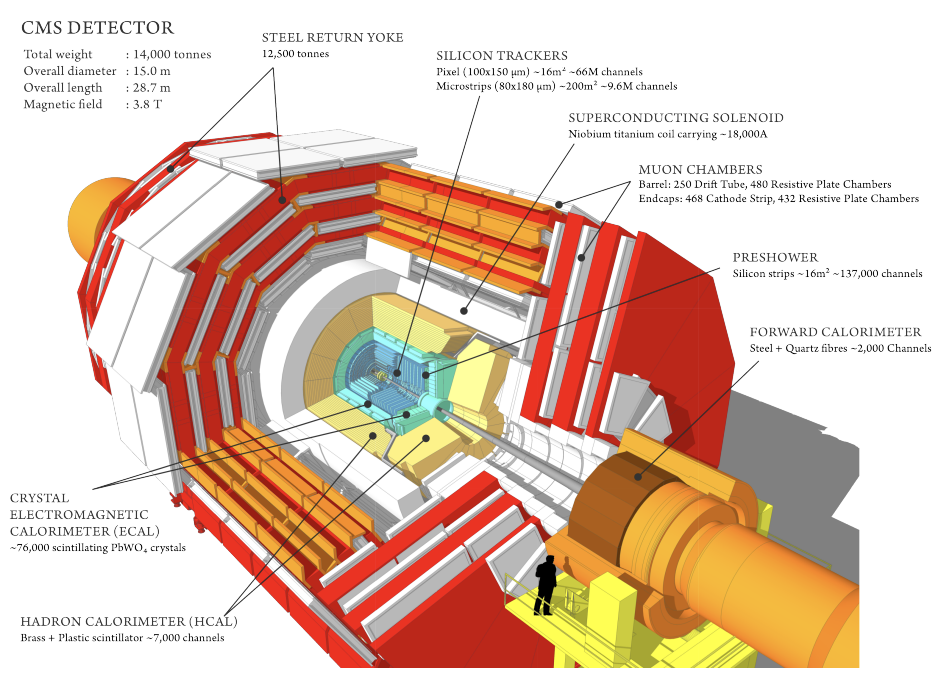 CMS DETECTOR
Total weight : 14,000 tonnes
Overall diameter : 15.0 m
Overall length : 28.7 m
Magnetic field : 3.8 T
STEEL RETURN YOKE
12,500 tonnes
SILICON TRACKERS
Pixel (100x150 μm) ~16m² ~66M channels
Microstrips (80x180 μm) ~200m² ~9.6M channels
SUPERCONDUCTING SOLENOID
Niobium titanium coil carrying ~18,000A
MUON CHAMBERS
Barrel: 250 Drift Tube, 480 Resistive Plate Chambers
Endcaps: 468 Cathode Strip, 432 Resistive Plate Chambers
PRESHOWER
Silicon strips ~16m² ~137,000 channels
FORWARD CALORIMETER
Steel + Quartz fibres ~2,000 Channels
CRYSTAL
ELECTROMAGNETIC
CALORIMETER (ECAL)
~76,000 scintillating PbWO₄ crystals
HADRON CALORIMETER (HCAL)
Brass + Plastic scintillator ~7,000 channels